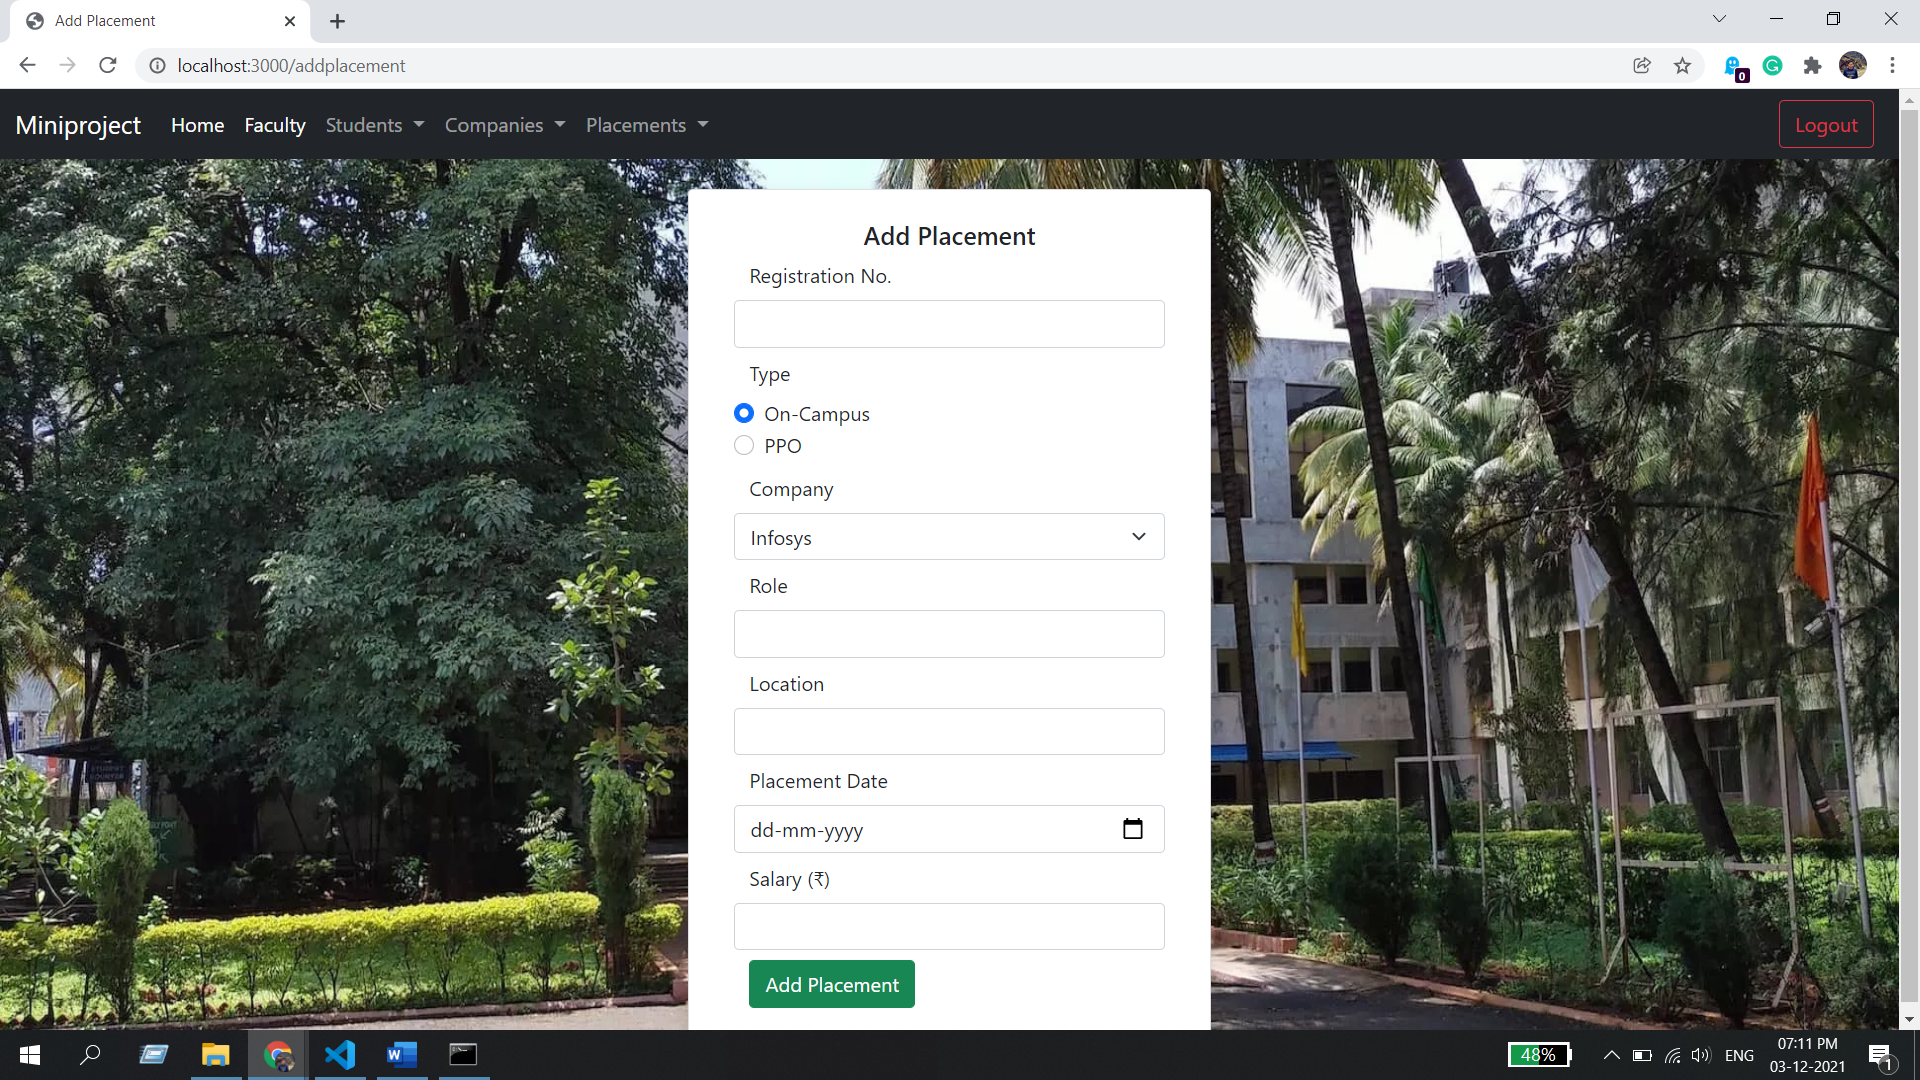 Add Placement
localhost:3000/addplacement
0
Miniproject Home Faculty Students Companies Placements Logout
Add Placement
Registration No.
Type
On-Campus
PPO
Company
Infosys
Role
Location
Placement Date
dd-mm-yyyy
Salary (₹)
Add Placement
48%
ENG
07:11 PM
03-12-2021
1